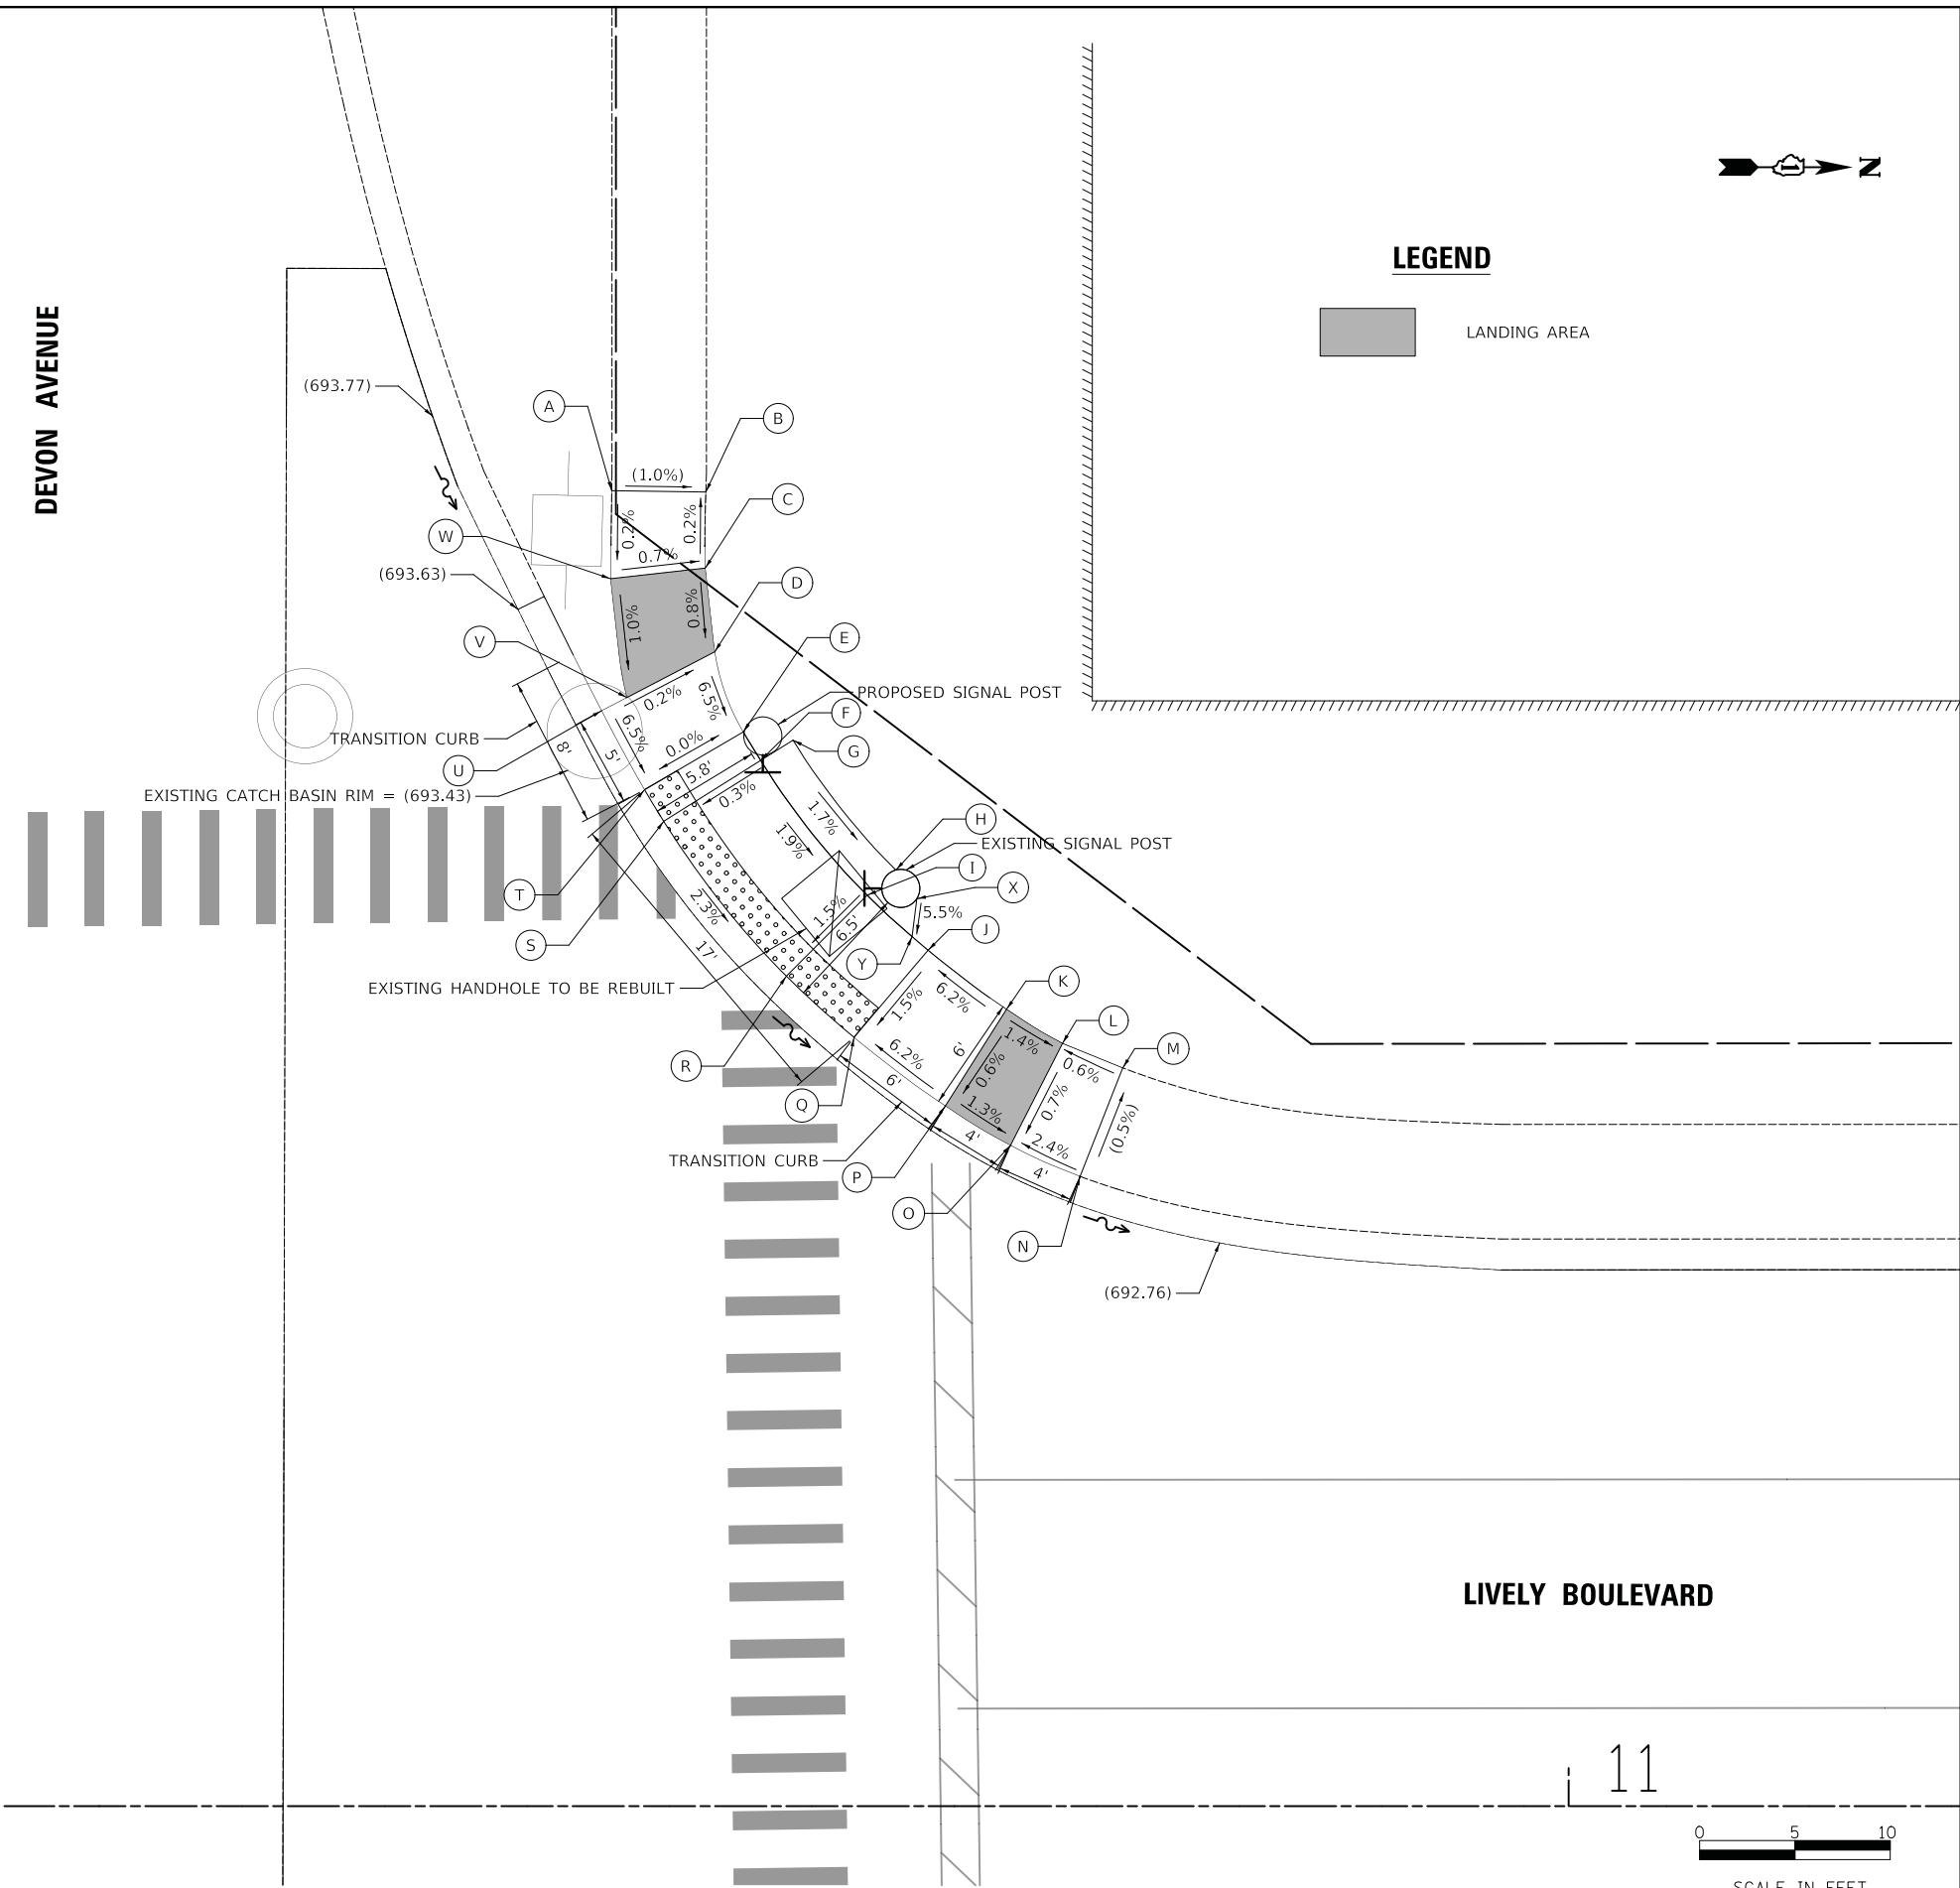 N
LEGEND
LANDING AREA
DEVON AVENUE
(693.77)
A
B
(1.0%)
C
0.2%
0.2%
W
0.7%
(693.63)
D
1.0%
0.8%
V
E
0.2%
6.5%
PROPOSED SIGNAL POST
F
6.5%
TRANSITION CURB
8'
5'
0.0%
G
U
5.8'
0.3%
EXISTING CATCH BASIN RIM = (693.43)
1.7%
H
1.9%
EXISTING SIGNAL POST
I
T
X
2.3%
1.5%
6.5'
5.5%
S
17'
J
Y
EXISTING HANDHOLE TO BE REBUILT
K
6.2%
1.5%
L
1.4%
R
6.2%
6'
M
0.6%
0.6%
6'
Q
1.3%
0.7%
(0.5%)
4'
2.4%
TRANSITION CURB
P
4'
O
N
(692.76)
LIVELY BOULEVARD
11
0 5 10
SCALE IN FEET